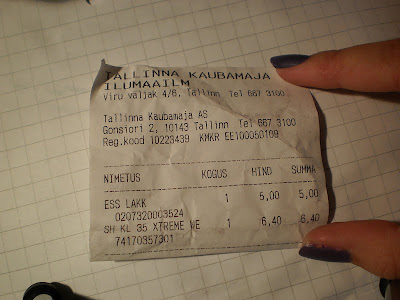 TALLINNA KAUBAMAJA
ILUMAAILM
Viru väljak 4/6, Tallinn Tel 667 3100
Tallinna Kaubamaja AS
Gonsiori 2, 10143 Tallinn Tel 667 3100
Reg.kood 10223439 KMKR EE100050109
NIMETUS KOGUS HIND SUMMA
ESS LAKK 1 5,00 5,00
0207320003524
SH KL 35 XTREME WE 1 6,40 6,40
74170357301